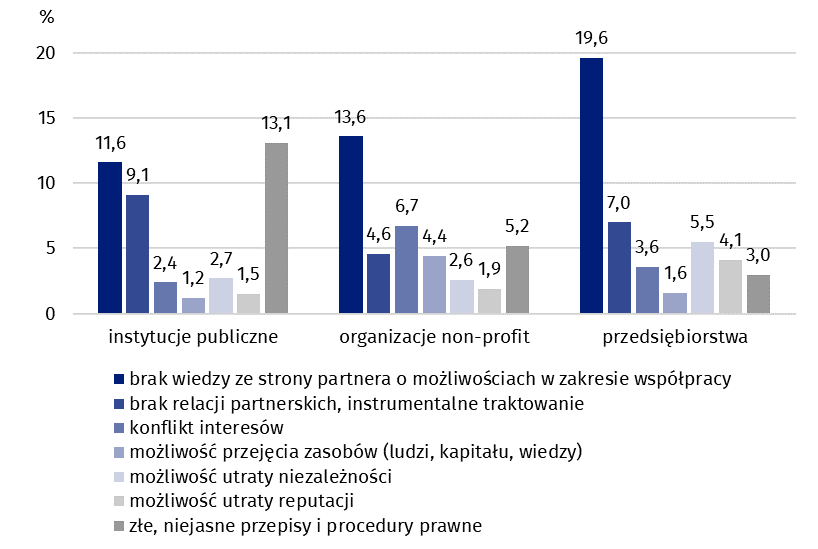 %
20
15
10
5
0
11,6
9,1
2,4
1,2
2,7
1,5
13,1
13,6
4,6
6,7
4,4
2,6
1,9
5,2
19,6
7,0
3,6
1,6
5,5
4,1
3,0
instytucje publiczne
organizacje non-profit
przedsiębiorstwa
brak wiedzy ze strony partnera o możliwościach w zakresie współpracy
brak relacji partnerskich, instrumentalne traktowanie
konflikt interesów
możliwość przejęcia zasobów (ludzi, kapitału, wiedzy)
możliwość utraty niezależności
możliwość utraty reputacji
złe, niejasne przepisy i procedury prawne